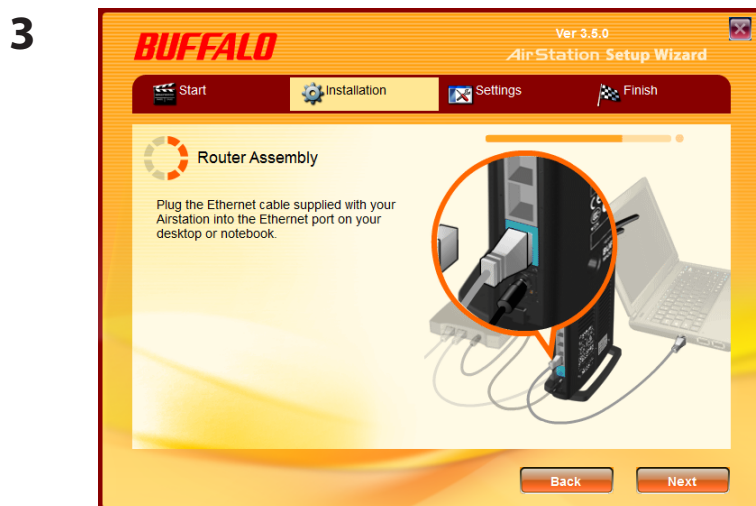 3
BUFFALO
Ver 3.5.0
AirStation Setup Wizard
Start
Installation
Settings
Finish
Router Assembly
Plug the Ethernet cable supplied with your
Airstation into the Ethernet port on your
desktop or notebook.
Back
Next